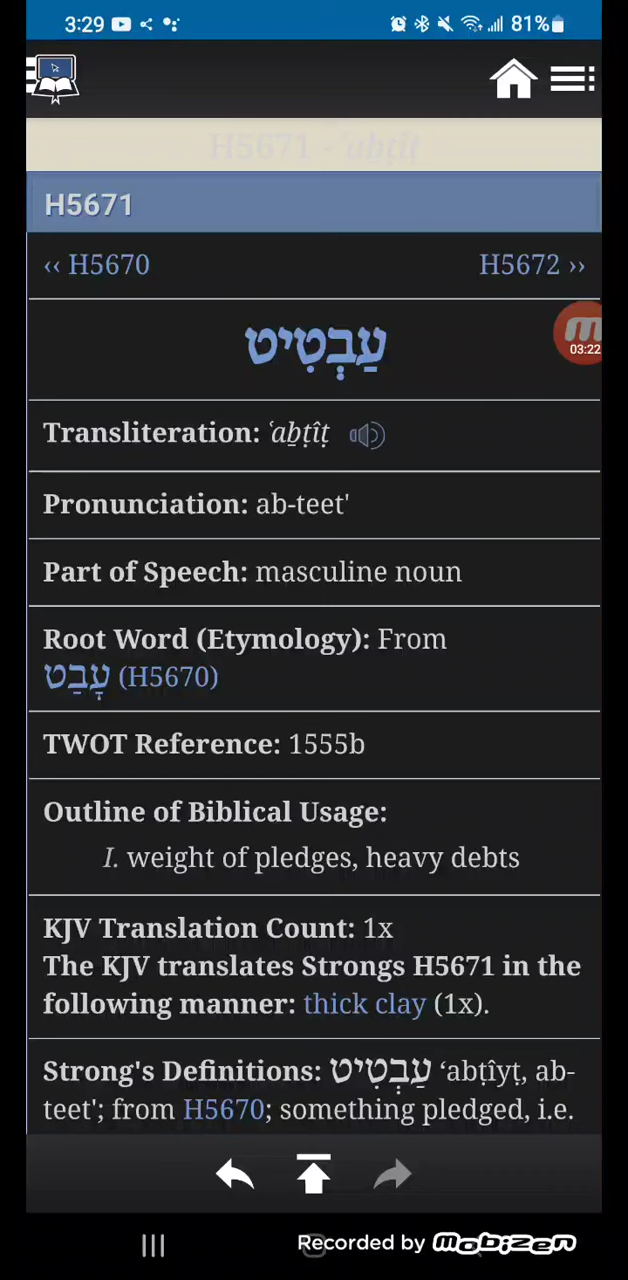 3:29 81%
H5671 - ʿaḇṭîṭ
H5671
‹‹ H5670 H5672 ››
עַבְטִיט
03:22
Transliteration: ʿaḇṭîṭ
Pronunciation: ab-teet'
Part of Speech: masculine noun
Root Word (Etymology): From
עָבַט (H5670)
TWOT Reference: 1555b
Outline of Biblical Usage:
I. weight of pledges, heavy debts
KJV Translation Count: 1x
The KJV translates Strongs H5671 in the
following manner: thick clay (1x).
Strong's Definitions: עַבְטִיט ʻabṭîyṭ, ab-
teet'; from H5670; something pledged, i.e.
Recorded by mobizen